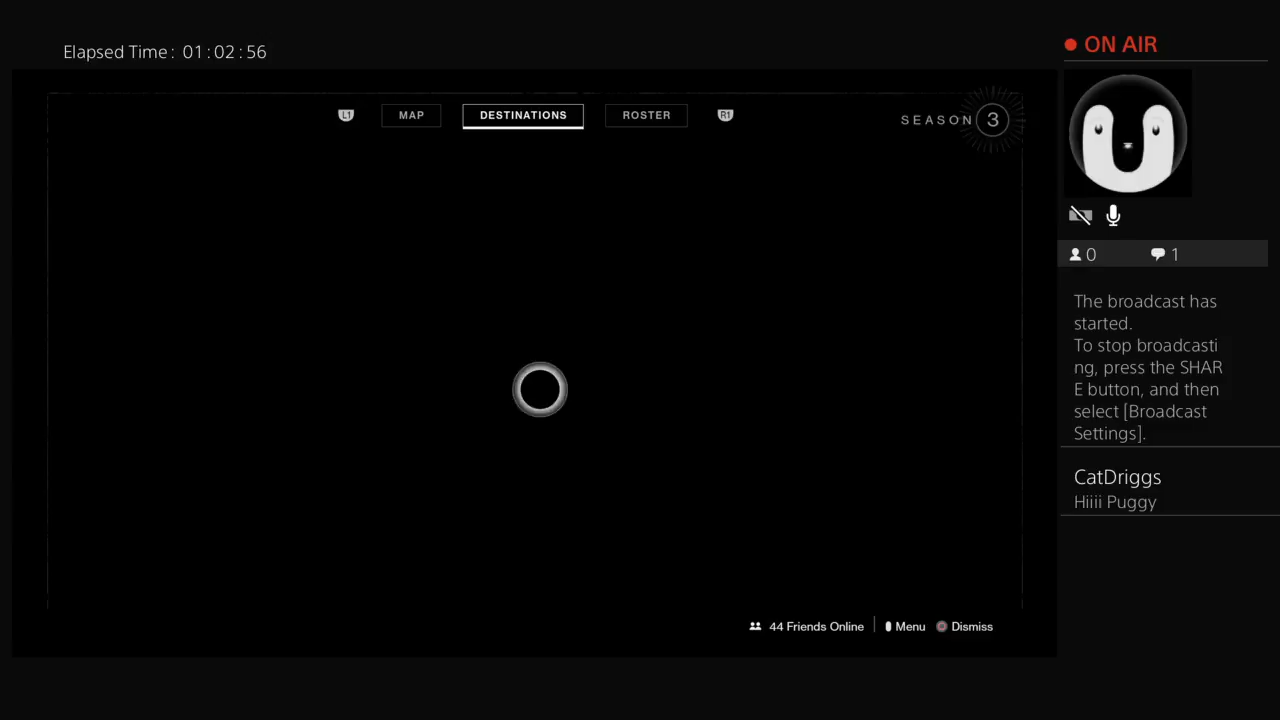 Elapsed Time: 01:02:56
ON AIR
L1 MAP DESTINATIONS ROSTER R1
SEASON 3
0 1
The broadcast has
started.
To stop broadcasti
ng, press the SHAR
E button, and then
select [Broadcast
Settings].
CatDriggs
Hiiii Puggy
44 Friends Online Menu Dismiss